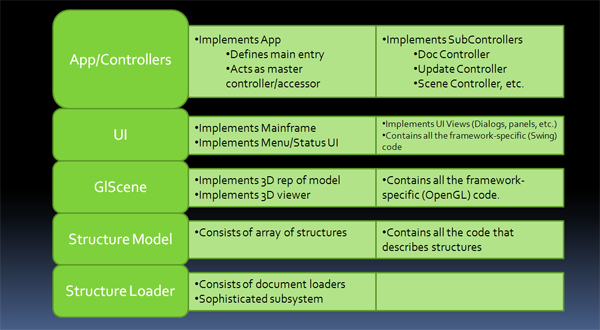 App/Controllers
•Implements App
•Defines main entry
•Acts as master
controller/accessor
•Implements SubControllers
•Doc Controller
•Update Controller
•Scene Controller, etc.
UI
•Implements Mainframe
•Implements Menu/Status UI
•Implements UI Views (Dialogs, panels, etc.)
•Contains all the framework-specific (Swing)
code
GlScene
•Implements 3D rep of model
•Implements 3D viewer
•Contains all the framework-
specific (OpenGL) code.
Structure Model
•Consists of array of structures
•Contains all the code that
describes structures
Structure Loader
•Consists of document loaders
•Sophisticated subsystem